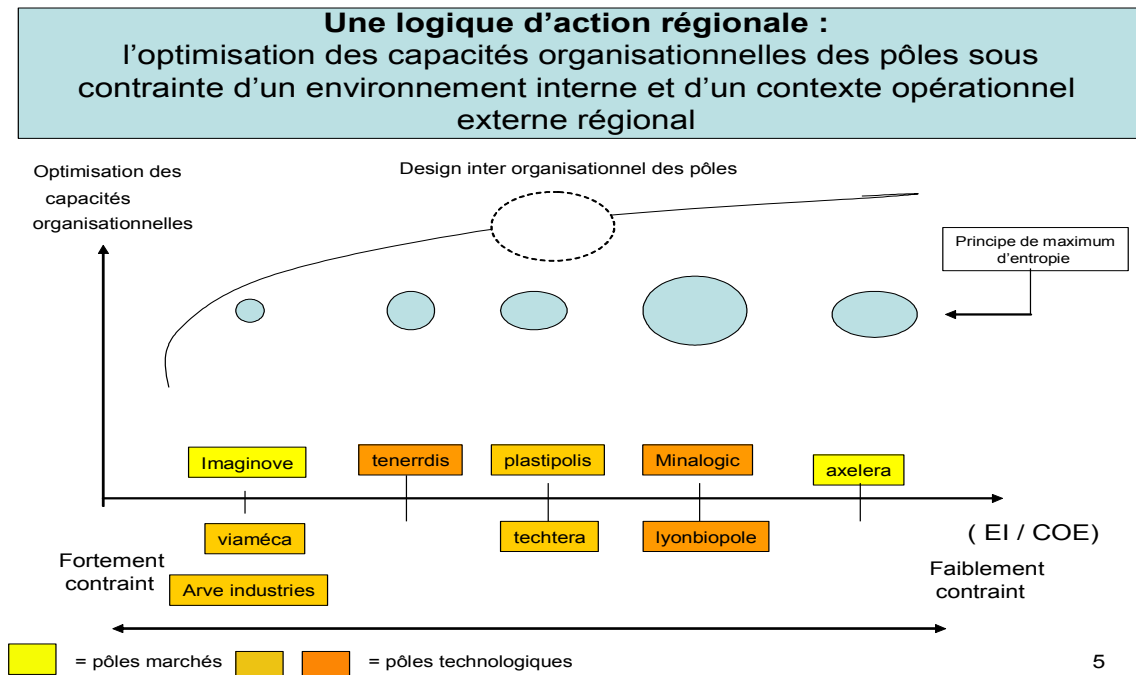 Une logique d’action régionale :
l’optimisation des capacités organisationnelles des pôles sous
contrainte d’un environnement interne et d’un contexte opérationnel
externe régional
Optimisation des
capacités
organisationnelles
Design inter organisationnel des pôles
Principe de maximum
d’entropie
Imaginove
tenerrdis
plastipolis
Minalogic
axelera
viaméca
techtera
lyonbiopole
( EI / COE)
Fortement
contraint
Arve industries
Faiblement
contraint
= pôles marchés
= pôles technologiques
5